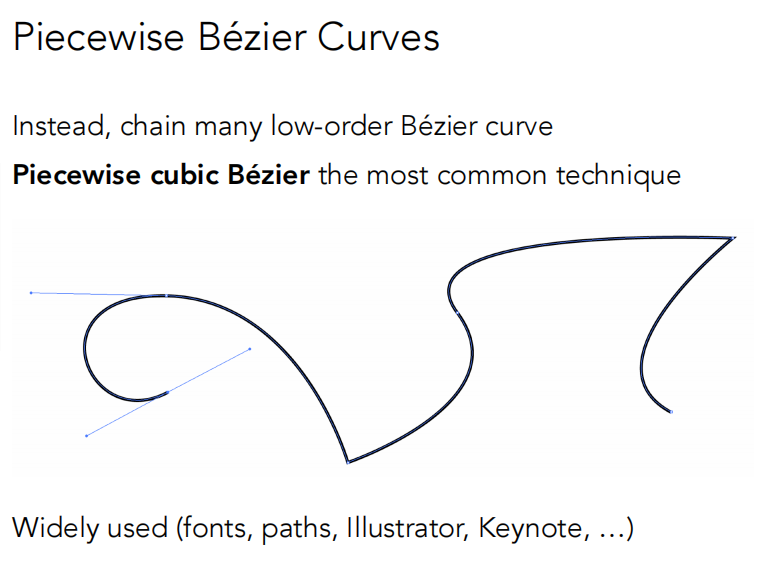 Piecewise Bézier Curves
Instead, chain many low-order Bézier curve
Piecewise cubic Bézier the most common technique
Widely used (fonts, paths, Illustrator, Keynote, …)